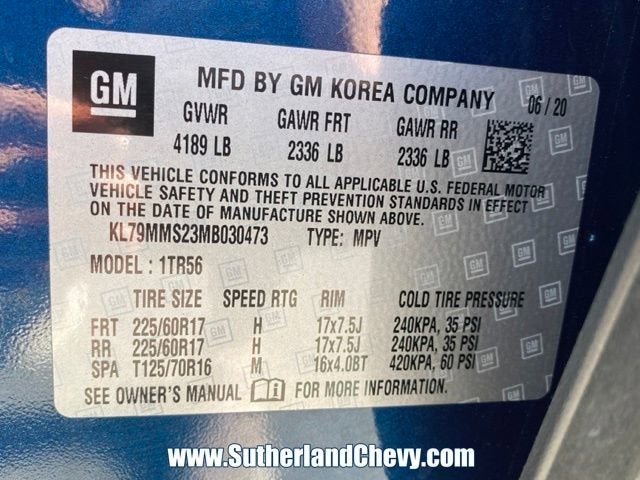 GM MFD BY GM KOREA COMPANY 06 / 20
GVWR GAWR FRT GAWR RR
4189 LB 2336 LB 2336 LB
THIS VEHICLE CONFORMS TO ALL APPLICABLE U.S. FEDERAL MOTOR
VEHICLE SAFETY AND THEFT PREVENTION STANDARDS IN EFFECT
ON THE DATE OF MANUFACTURE SHOWN ABOVE.
KL79MMS23MB030473 TYPE: MPV
MODEL : 1TR56
TIRE SIZE SPEED RTG RIM COLD TIRE PRESSURE
FRT 225/60R17 H 17x7.5J 240KPA, 35 PSI
RR 225/60R17 H 17x7.5J 240KPA, 35 PSI
SPA T125/70R16 M 16x4.0BT 420KPA, 60 PSI
SEE OWNER'S MANUAL FOR MORE INFORMATION.
www.SutherlandChevy.com